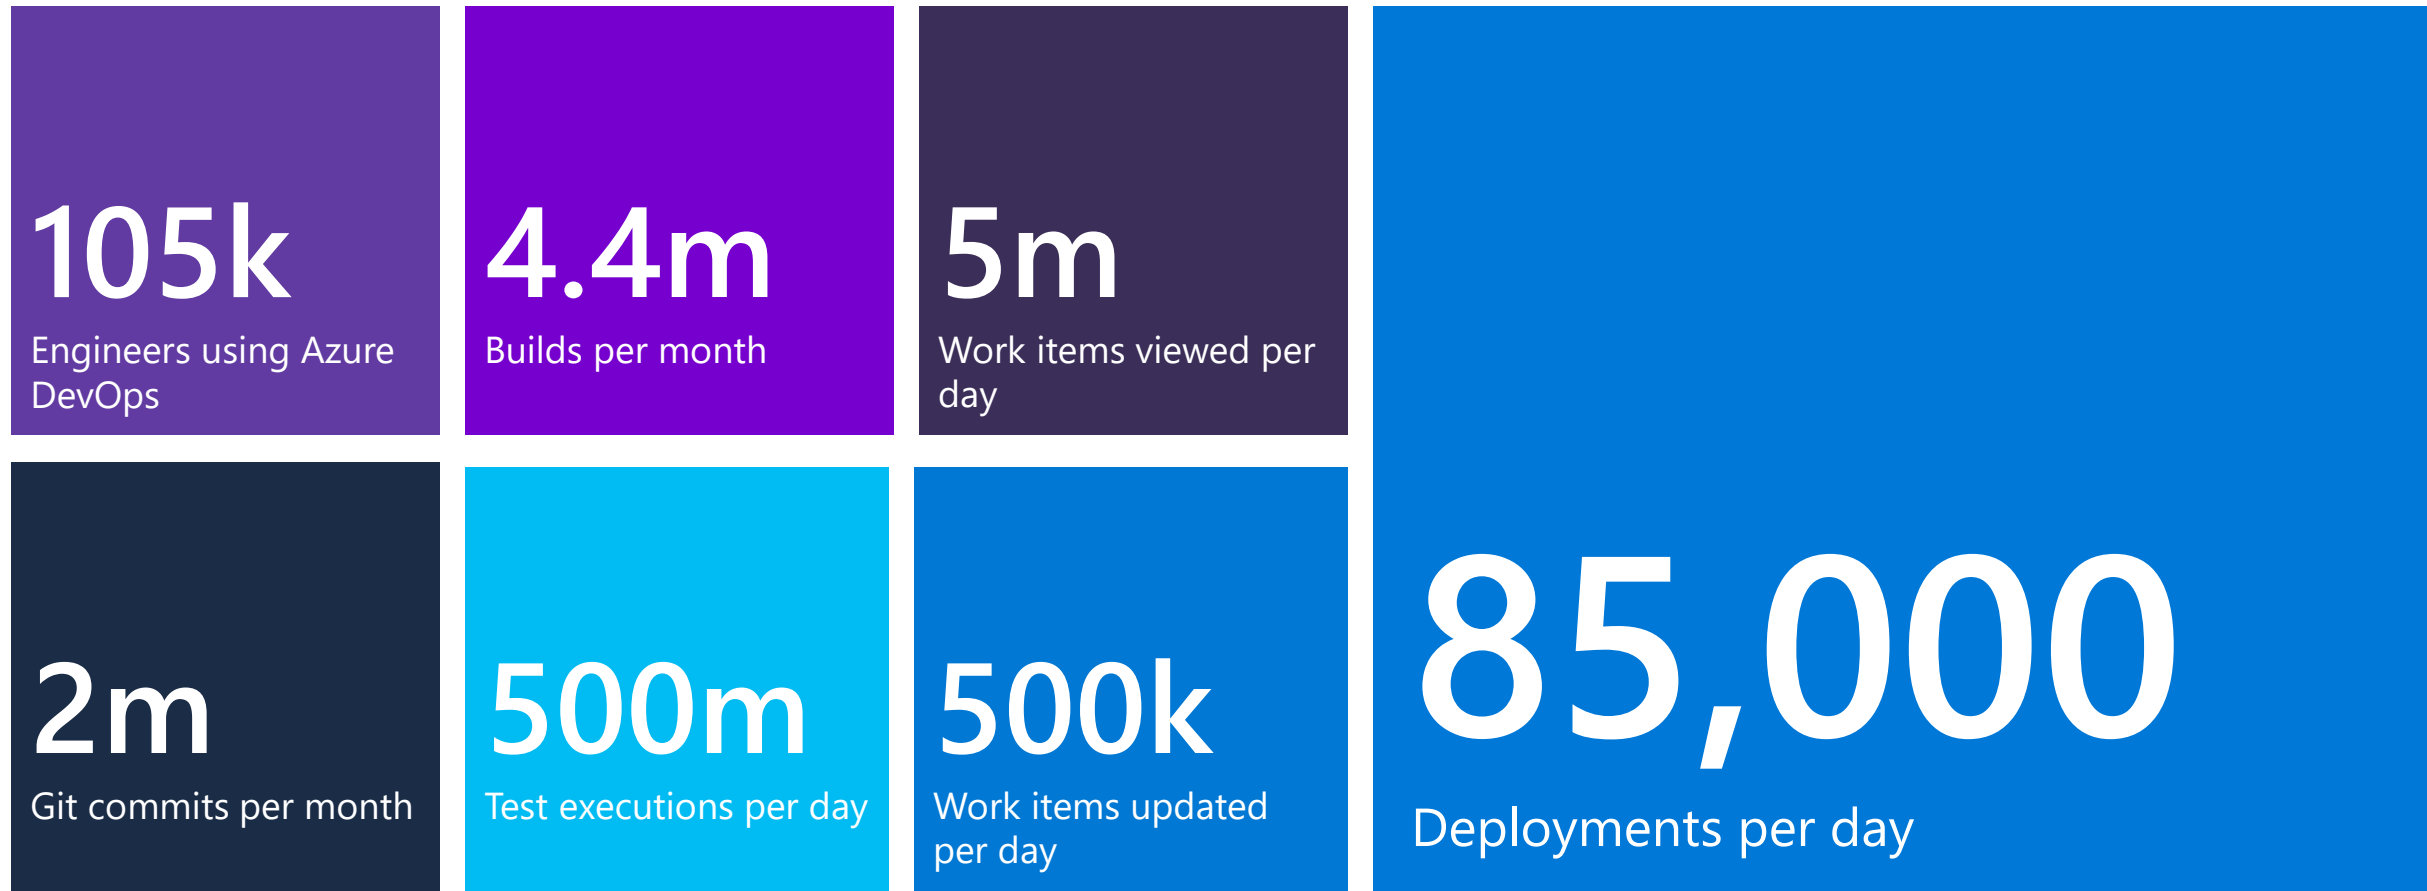 105k
Engineers using Azure
DevOps
4.4m
Builds per month
5m
Work items viewed per
day
2m
Git commits per month
500m
Test executions per day
500k
Work items updated
per day
85,000
Deployments per day